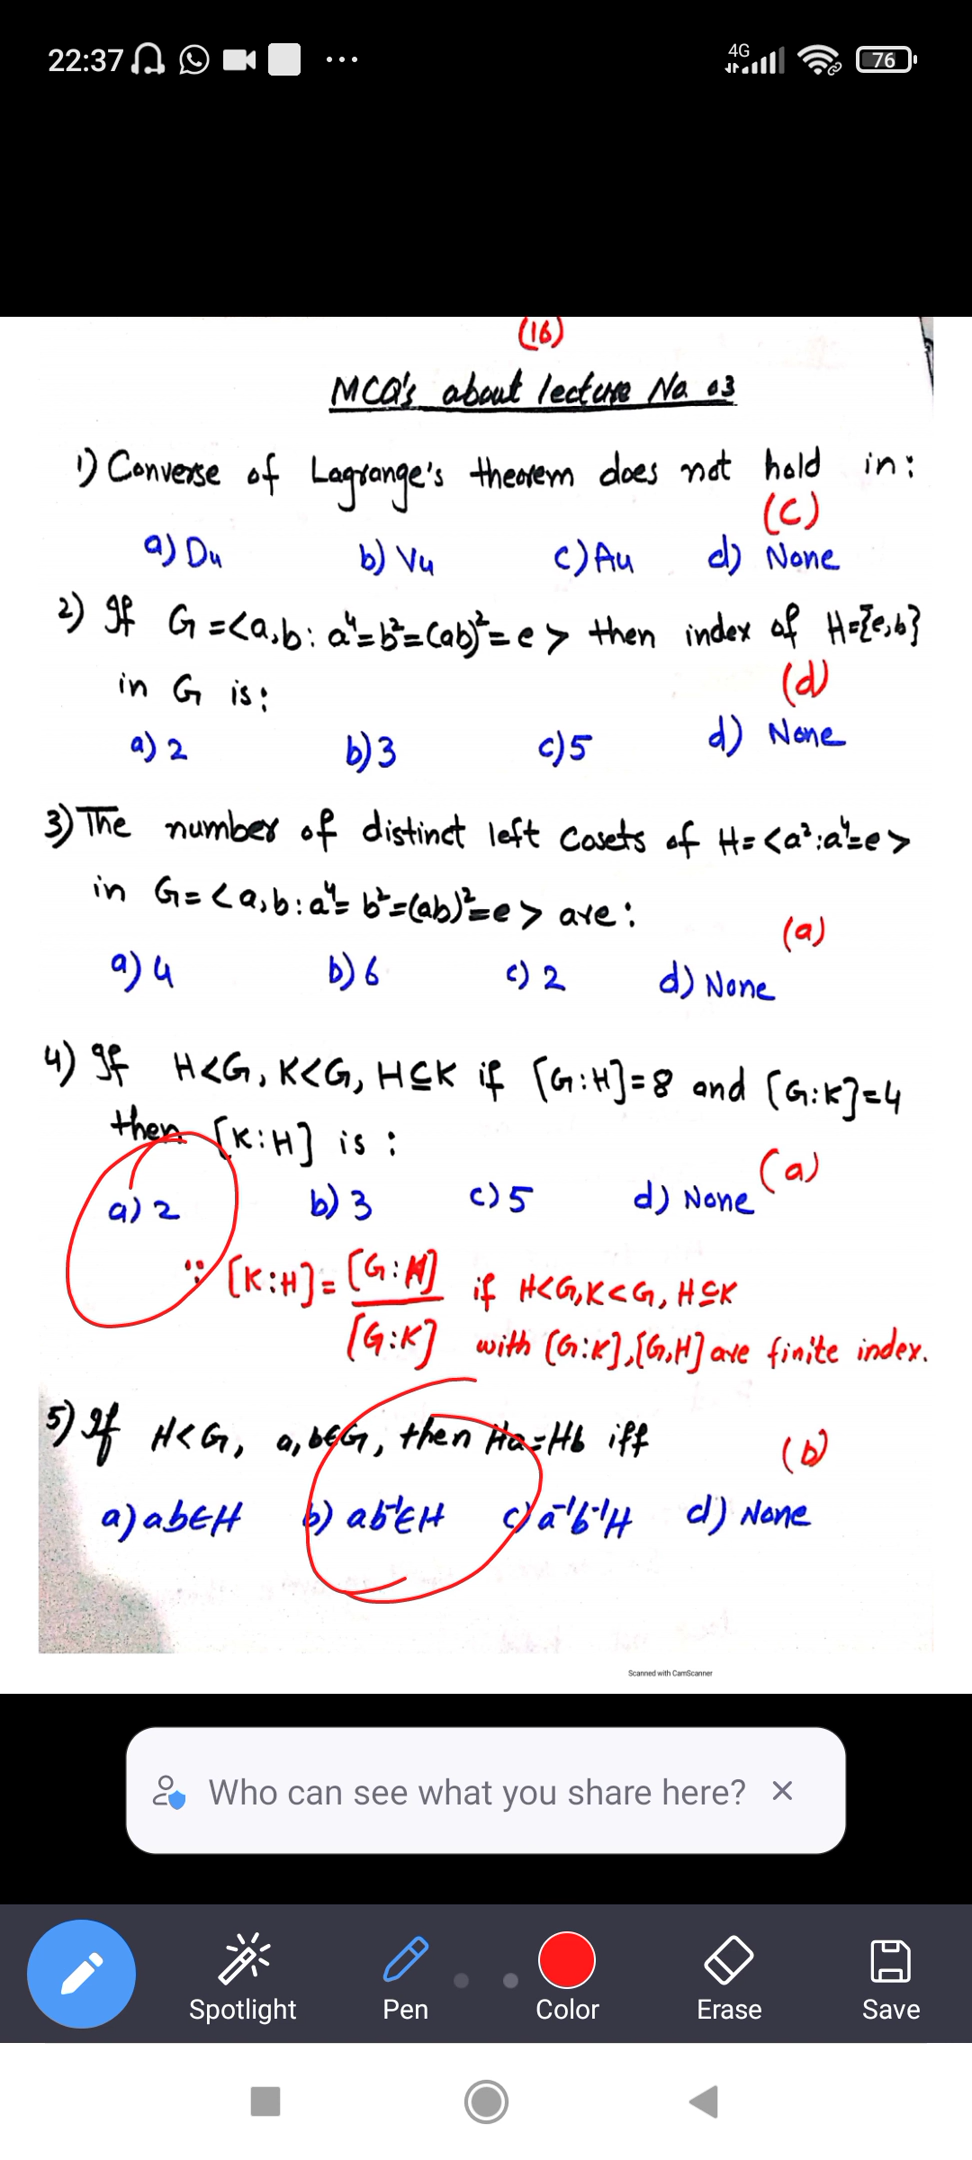 22:37 ... 4G 76
(16)
MCQ's about lecture No 03
1) Converse of Lagrange's theorem does not hold in:
(c)
a) D₄ b) V₄ c) A₄ d) None
2) If G = <a,b: a⁴=b²=(ab)²=e > then index of H={e,b}
in G is: (d)
a) 2 b) 3 c) 5 d) None
3) The number of distinct left Cosets of H= <a²:a⁴=e >
in G= <a,b: a⁴= b²=(ab)²=e > are: (a)
a) 4 b) 6 c) 2 d) None
4) If H<G, K<G, H⊆K if [G:H]=8 and [G:K]=4
then [K:H] is: (a)
a) 2 b) 3 c) 5 d) None
∵ [K:H] = [G:H] if H<G, K<G, H⊆K
[G:K] with [G:K],[G,H] are finite index.
5) If H<G, a,b∈G, then Ha=Hb iff (b)
a) ab∈H b) ab⁻¹∈H c) a⁻¹b⁻¹H d) None
Scanned with CamScanner
Who can see what you share here? ×
Spotlight Pen Color Erase Save